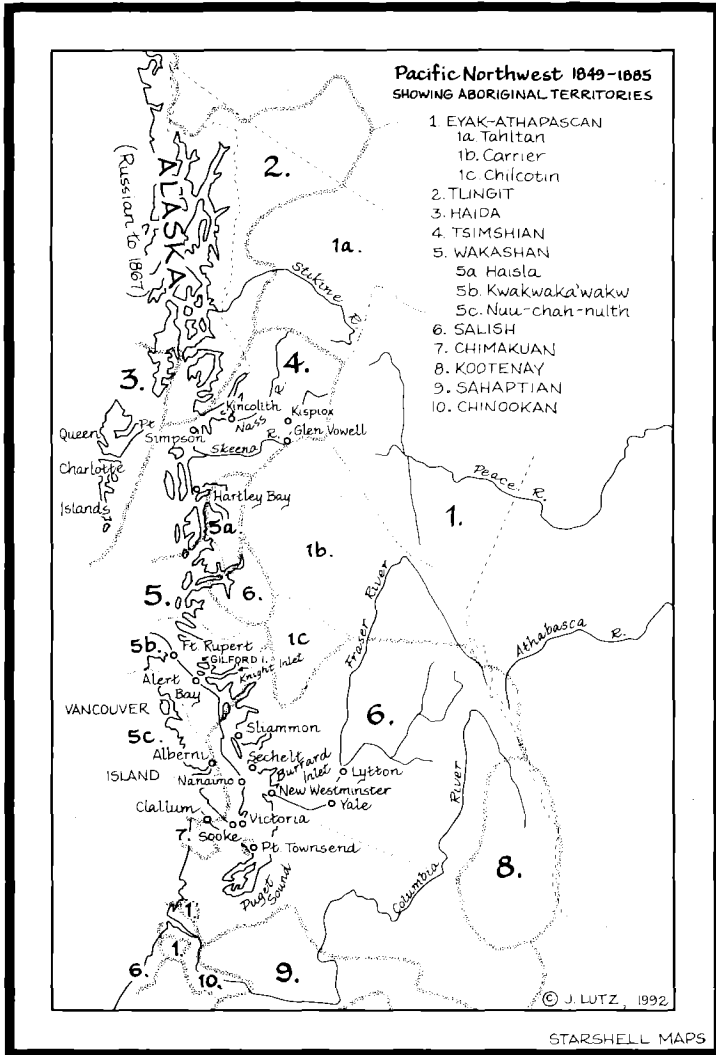 Pacific Northwest 1849-1885
SHOWING ABORIGINAL TERRITORIES
1. EYAK-ATHAPASCAN
1a. Tahltan
1b. Carrier
1c. Chilcotin
2. TLINGIT
3. HAIDA
4. TSIMSHIAN
5. WAKASHAN
5a Haisla
5b. Kwakwaka'wakw
5c. Nuu-chah-nulth
6. SALISH
7. CHIMAKUAN
8. KOOTENAY
9. SAHAPTIAN
10. CHINOOKAN
ALASKA
(Russian to 1867)
2.
1a.
Stikine R.
3.
4.
Kincolith
Nass R.
Kispiox
Glen Vowell
Pt. Simpson
Skeena R.
Queen
Charlotte
Islands
Hartley Bay
5a.
Peace R.
1.
1b.
5.
6.
1c
Fraser River
Athabasca R.
5b.
Ft. Rupert
GILFORD I.
Knight Inlet
Alert
Bay
VANCOUVER
ISLAND
5c.
Sliammon
6.
Alberni
Sechelt
Burrard
Inlet
Lytton
Nanaimo
New Westminster
Yale
Clallum
Victoria
7.
Sooke
Pt. Townsend
Puget
Sound
Columbia River
8.
1.
1.
6.
10.
9.
© J. LUTZ, 1992
STARSHELL MAPS